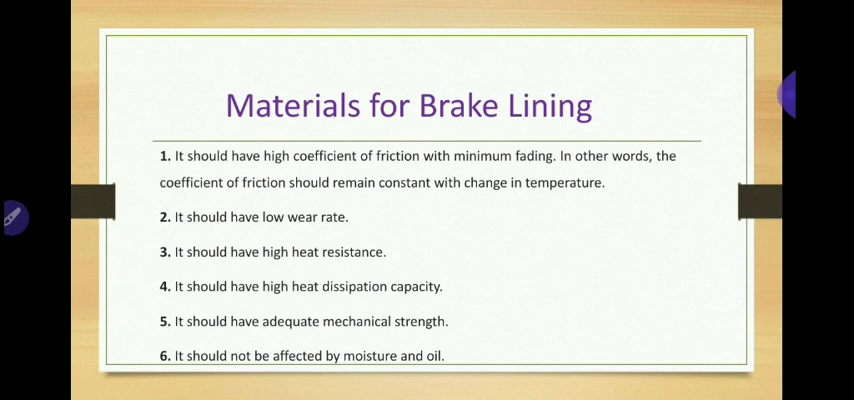 Materials for Brake Lining
1. It should have high coefficient of friction with minimum fading. In other words, the
coefficient of friction should remain constant with change in temperature.
2. It should have low wear rate.
3. It should have high heat resistance.
4. It should have high heat dissipation capacity.
5. It should have adequate mechanical strength.
6. It should not be affected by moisture and oil.